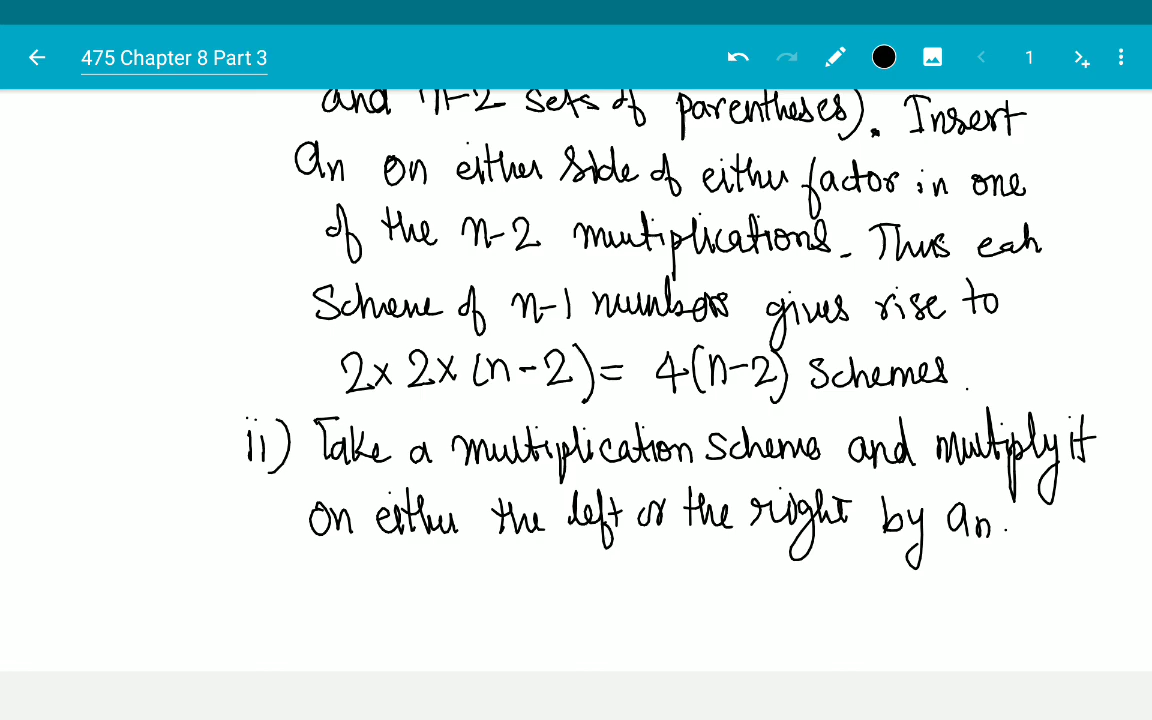 475 Chapter 8 Part 3
1
and n-2 sets of parentheses). Insert
an on either side of either factor in one
of the n-2 multiplications. Thus eah
Scheme of n-1 numbers gives rise to
2x 2x (n-2) = 4(n-2) schemes.
ii) Take a multiplication scheme and multiply it
on either the left or the right by an.